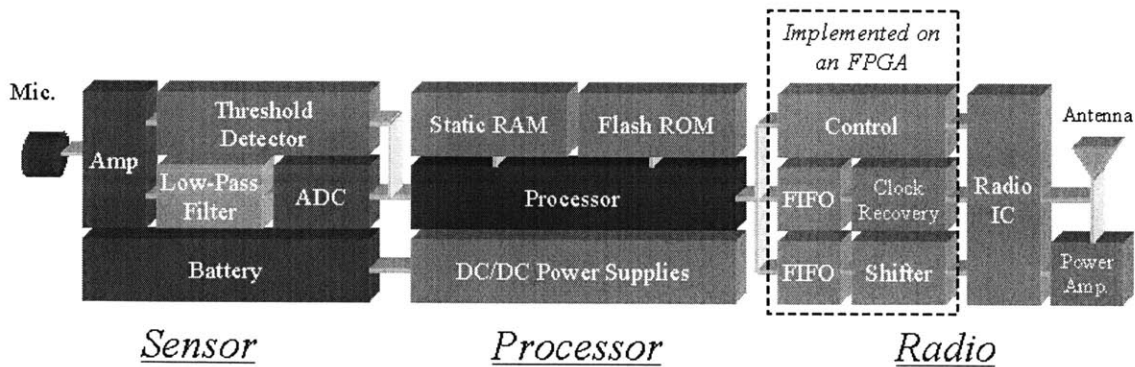 Implemented on
an FPGA
Mic.
Amp
Threshold
Detector
Low-Pass
Filter
ADC
Battery
Static RAM
Flash ROM
Processor
DC/DC Power Supplies
Control
FIFO
Clock
Recovery
FIFO
Shifter
Radio
IC
Antenna
Power
Amp.
Sensor
Processor
Radio